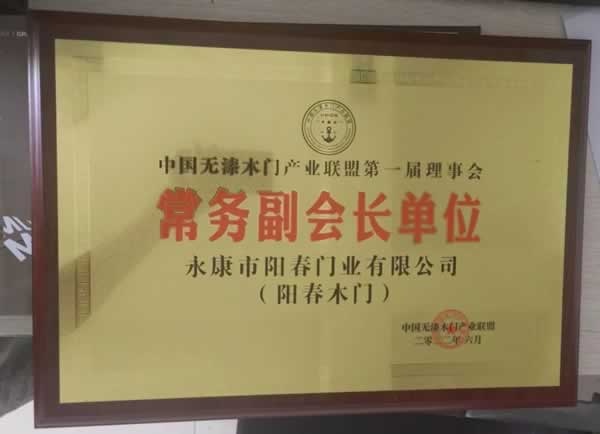 中国无漆木门产业联盟第一届理事会
常务副会长单位
永康市阳春门业有限公司
(阳春木门)
中国无漆木门产业联盟
六月